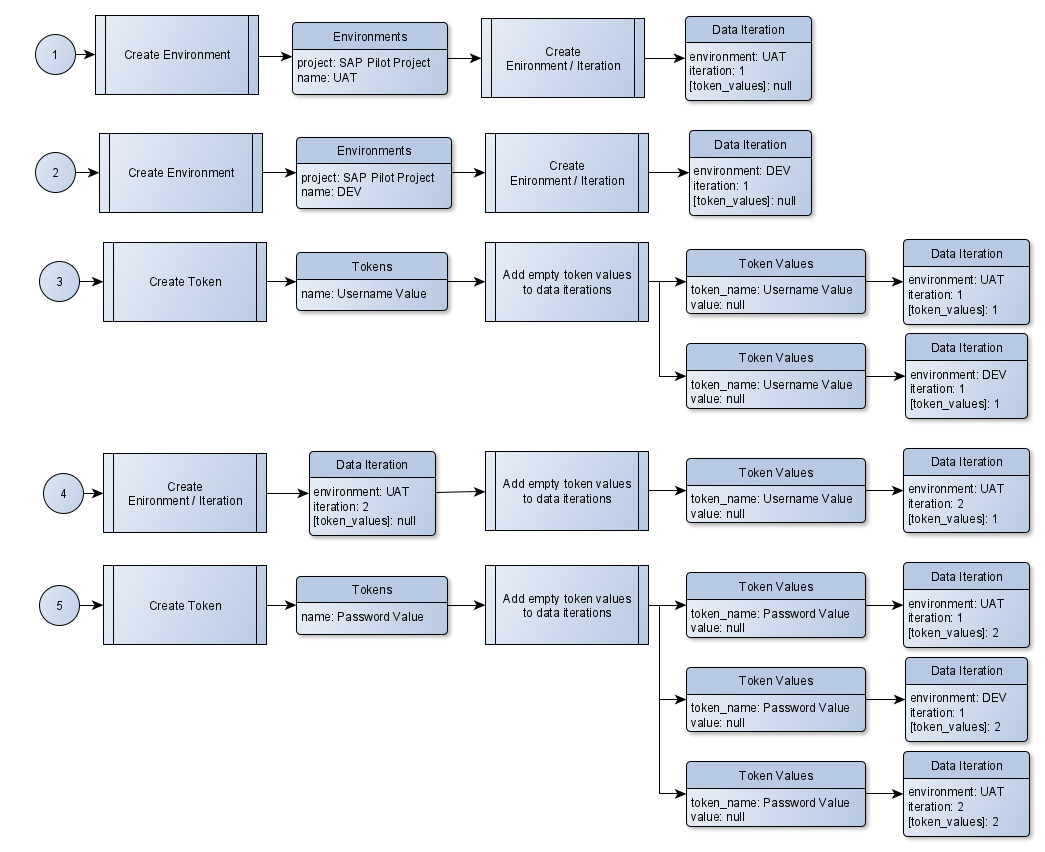 1
Create Environment
Environments
project: SAP Pilot Project
name: UAT
Create
Enironment / Iteration
Data Iteration
environment: UAT
iteration: 1
[token_values]: null
2
Create Environment
Environments
project: SAP Pilot Project
name: DEV
Create
Enironment / Iteration
Data Iteration
environment: DEV
iteration: 1
[token_values]: null
3
Create Token
Tokens
name: Username Value
Add empty token values
to data iterations
Token Values
token_name: Username Value
value: null
Data Iteration
environment: UAT
iteration: 1
[token_values]: 1
Token Values
token_name: Username Value
value: null
Data Iteration
environment: DEV
iteration: 1
[token_values]: 1
4
Create
Enironment / Iteration
Data Iteration
environment: UAT
iteration: 2
[token_values]: null
Add empty token values
to data iterations
Token Values
token_name: Username Value
value: null
Data Iteration
environment: UAT
iteration: 2
[token_values]: 1
5
Create Token
Tokens
name: Password Value
Add empty token values
to data iterations
Token Values
token_name: Password Value
value: null
Data Iteration
environment: UAT
iteration: 1
[token_values]: 2
Token Values
token_name: Password Value
value: null
Data Iteration
environment: DEV
iteration: 1
[token_values]: 2
Token Values
token_name: Password Value
value: null
Data Iteration
environment: UAT
iteration: 2
[token_values]: 2